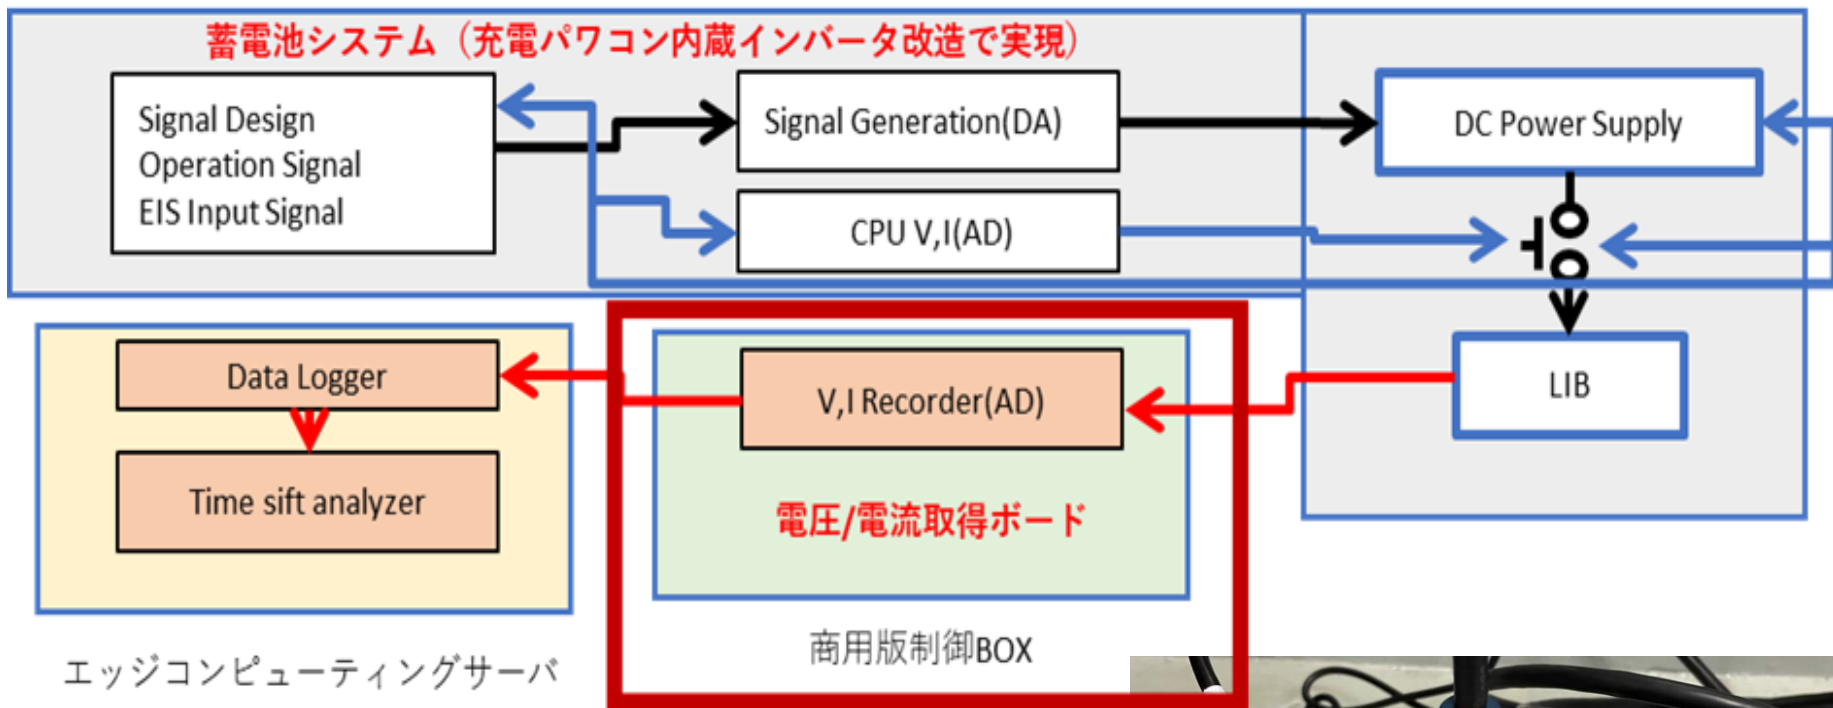 蓄電池システム（充電パワコン内蔵インバータ改造で実現）
Signal Design
Operation Signal
EIS Input Signal
Signal Generation(DA)
DC Power Supply
CPU V,I(AD)
Data Logger
V,I Recorder(AD)
LIB
Time sift analyzer
電圧/電流取得ボード
商用版制御BOX
エッジコンピューティングサーバ